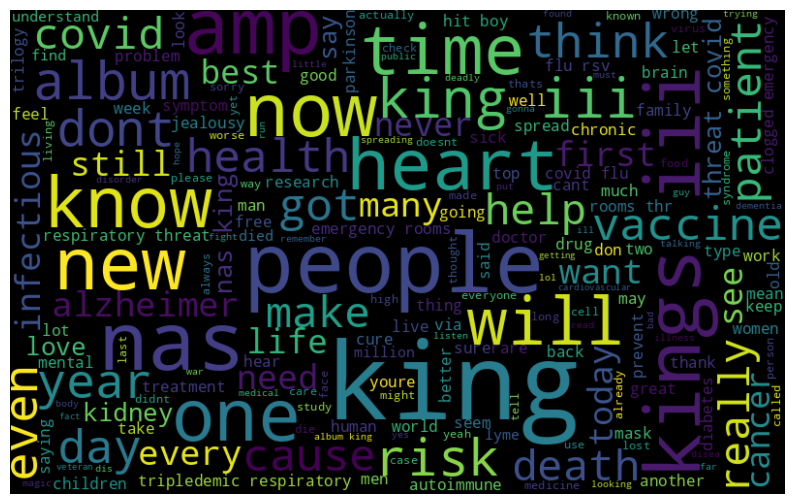 understand
covid
amp
actually
hit boy
wrong
found
known
trying
public
trilogy
find
problem
look
say
parkinson
time
check
think
let
virus
something
patient
album
best
good
little
flu rsv
deadly
brain
thats
must
symptom
sorry
yet
king
iii
well
gonna
family
clogged emergency
feel
week
jealousy
worse
run
now
never
spread
doesnt
chronic
threat covid
dont
health
spreading
sick
first
ill
food
syndrome
living
still
hope
disorder
please
heart
top
covid flu
much
guy
dementia
infectious
know
king
way
research
man
free
got
many
going
made
put
cant
rooms thr
help
vaccine
respiratory threat
has
died
fight
remember
emergency rooms
doctor
drug
don
two
ill
talking
new
people
always
said
want
type
work
old
alzheimer
make
thought
getting
lol
cardiovascular
may
mean
keep
see
lot
nas
high
everyone
thing
will
cell
long
kings
women
really
love
last
life
live
via
cure
million
listen
surerare
back
read
prevent
bad
illness
thank
person
mental
war
hear
face
year
treatment
need
care
youre
might
better
today
already
great
diabetes
cancer
even
body
didnt
medical
study
tell
king
fact
kidney
one
human
world
seem
lyme
mask
lost
called
saying
day
take
every
die
album king
yes
yeah
case
risk
use
death
disea
far
another
veteran
dis
cause
men
autoimmune
medicine
looking
magic
children
tripledemic respiratory